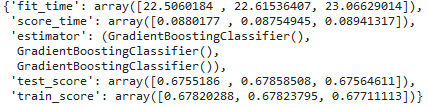 {'fit_time': array([22.5060184 , 22.61536407, 23.06629014]),
'score_time': array([0.0880177 , 0.08754945, 0.08941317]),
'estimator': (GradientBoostingClassifier(),
GradientBoostingClassifier(),
GradientBoostingClassifier()),
'test_score': array([0.6755186 , 0.67858508, 0.67564611]),
'train_score': array([0.67820288, 0.67823795, 0.67711113])}